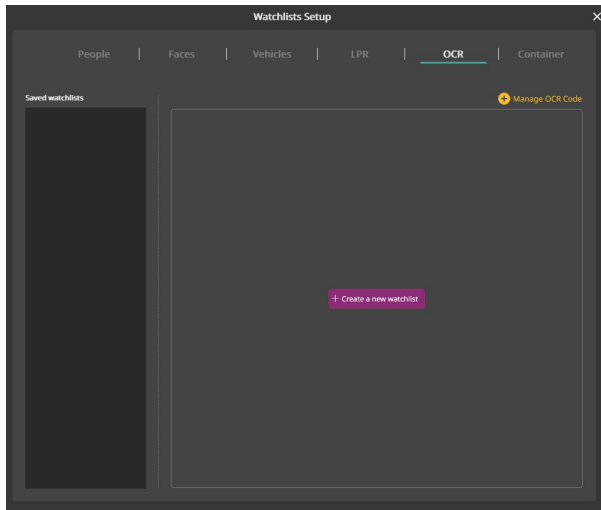 Watchlists Setup
People
Faces
Vehicles
LPR
OCR
Container
Saved watchlists
Manage OCR Code
+ Create a new watchlist